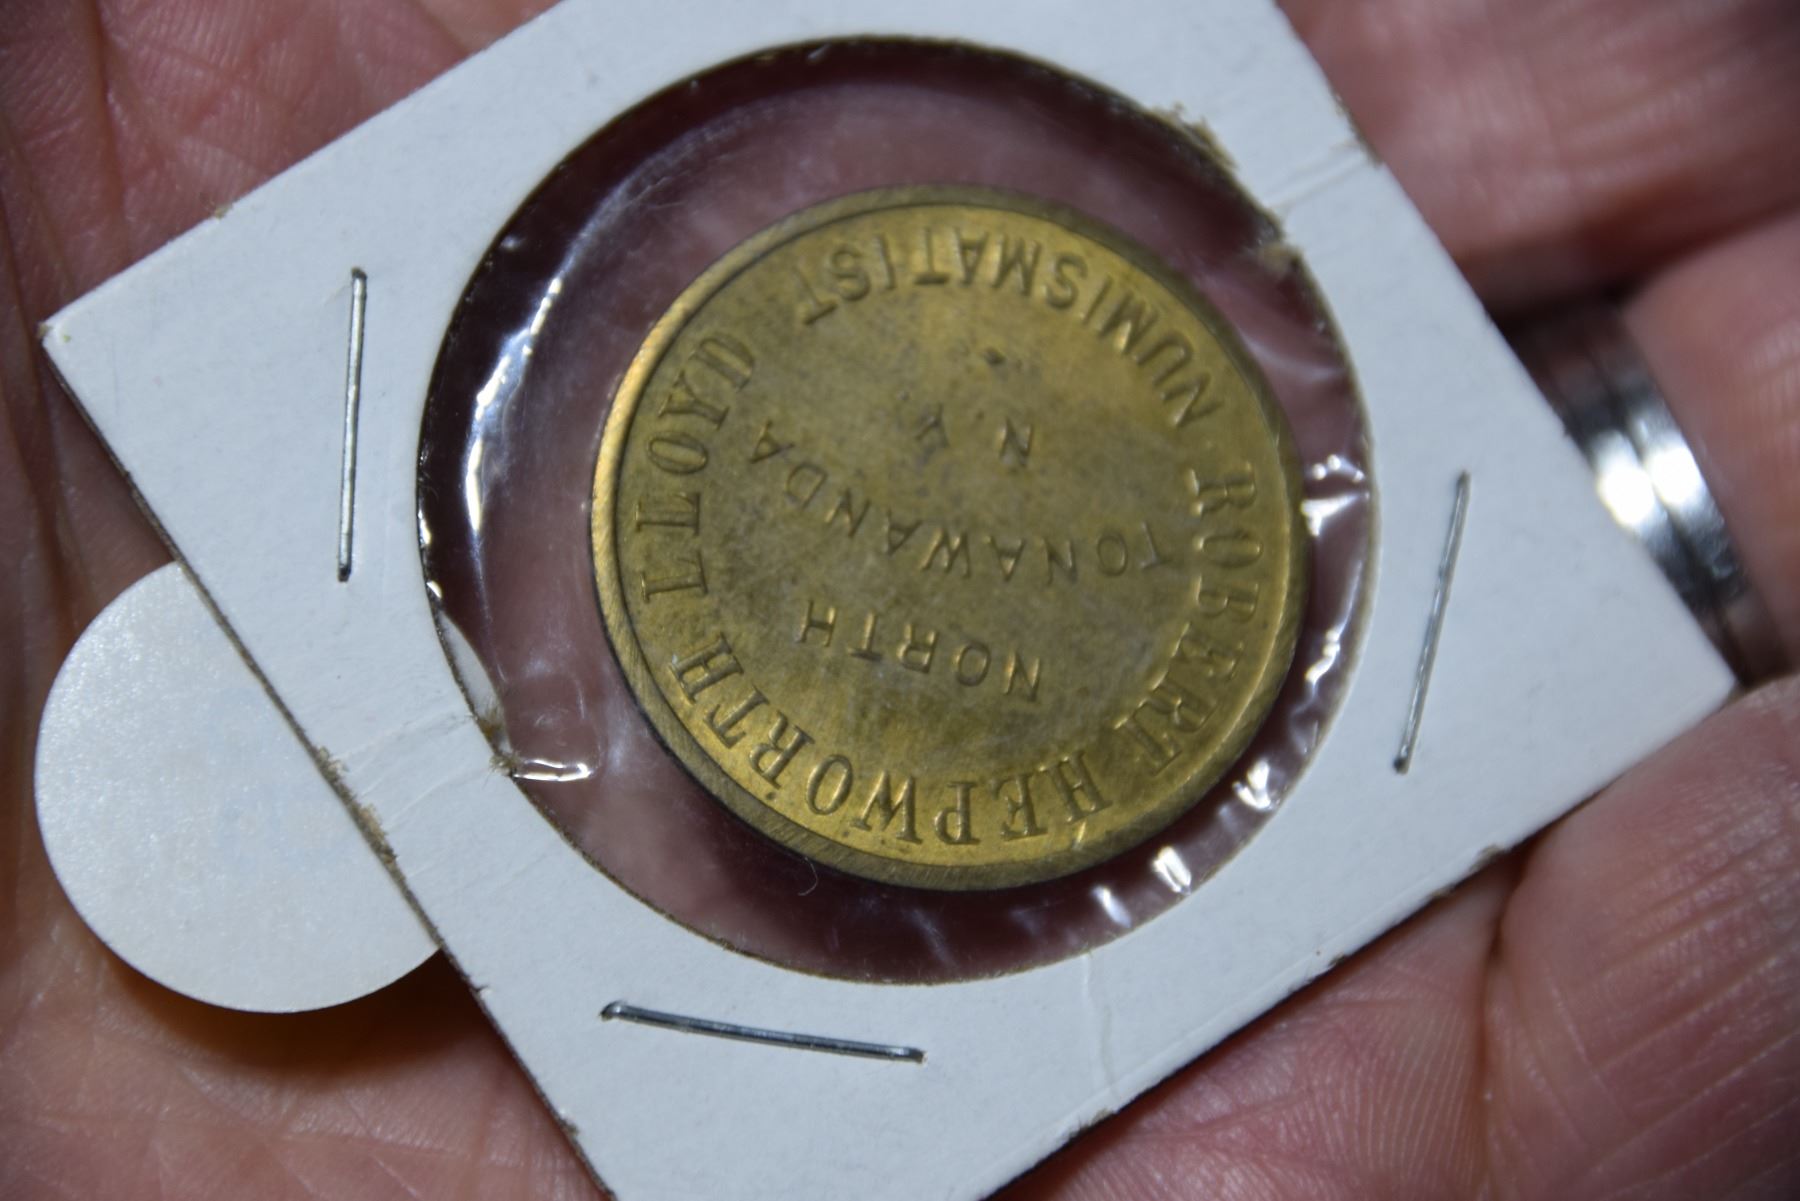 ROBERT HEPWORTH LLOYD
NORTH
TONAWANDA
N. Y.
NUMISMATIST